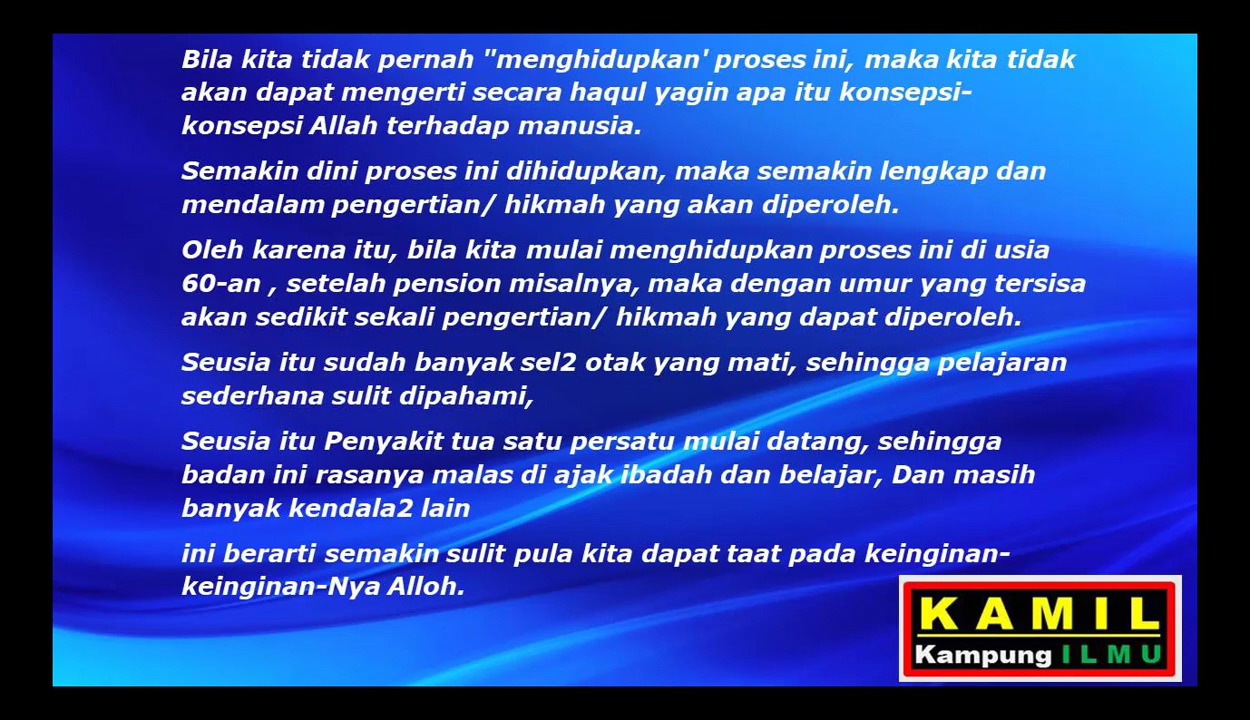 Bila kita tidak pernah "menghidupkan' proses ini, maka kita tidak
akan dapat mengerti secara haqul yagin apa itu konsepsi-
konsepsi Allah terhadap manusia.
Semakin dini proses ini dihidupkan, maka semakin lengkap dan
mendalam pengertian/ hikmah yang akan diperoleh.
Oleh karena itu, bila kita mulai menghidupkan proses ini di usia
60-an , setelah pension misalnya, maka dengan umur yang tersisa
akan sedikit sekali pengertian/ hikmah yang dapat diperoleh.
Seusia itu sudah banyak sel2 otak yang mati, sehingga pelajaran
sederhana sulit dipahami,
Seusia itu Penyakit tua satu persatu mulai datang, sehingga
badan ini rasanya malas di ajak ibadah dan belajar, Dan masih
banyak kendala2 lain
ini berarti semakin sulit pula kita dapat taat pada keinginan-
keinginan-Nya Alloh.
KAMIL
Kampung ILMU